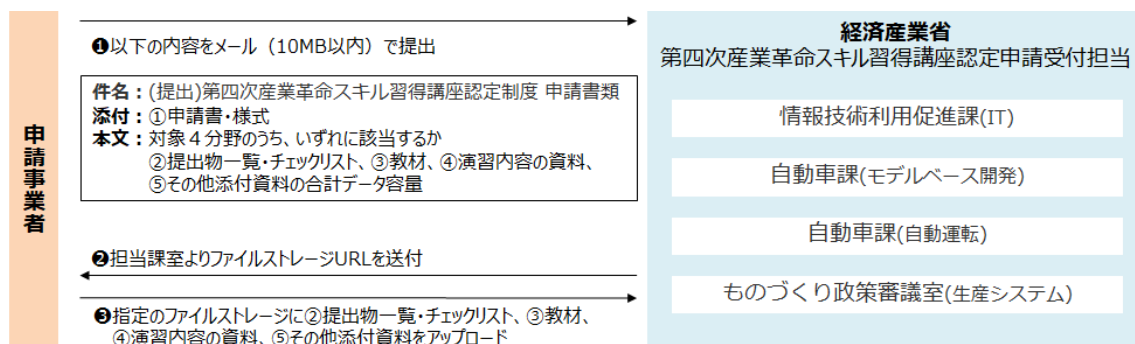 申請事業者
❶以下の内容をメール（10MB以内）で提出
件名：(提出)第四次産業革命スキル習得講座認定制度 申請書類
添付：①申請書・様式
本文：対象４分野のうち、いずれに該当するか
②提出物一覧・チェックリスト、③教材、④演習内容の資料、
⑤その他添付資料の合計データ容量
❷担当課室よりファイルストレージURLを送付
❸指定のファイルストレージに②提出物一覧・チェックリスト、③教材、
④演習内容の資料、⑤その他添付資料をアップロード
経済産業省
第四次産業革命スキル習得講座認定申請受付担当
情報技術利用促進課(IT)
自動車課(モデルベース開発)
自動車課(自動運転)
ものづくり政策審議室(生産システム)